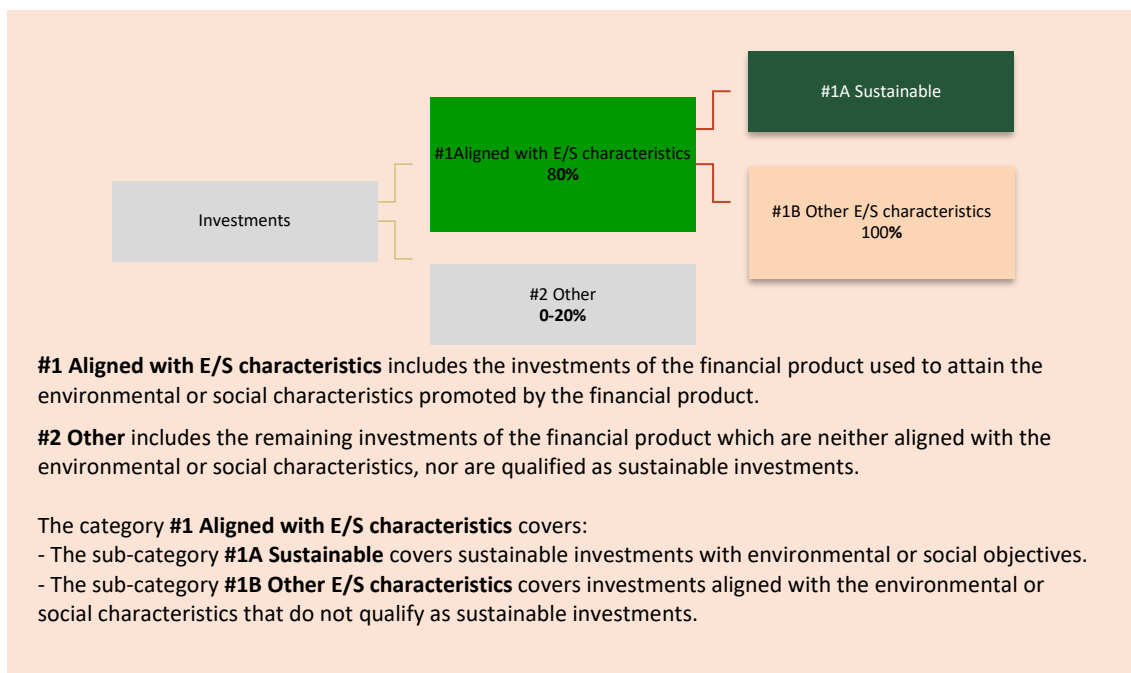 #1A Sustainable
#1Aligned with E/S characteristics
80%
Investments
#1B Other E/S characteristics
100%
#2 Other
0-20%
#1 Aligned with E/S characteristics includes the investments of the financial product used to attain the
environmental or social characteristics promoted by the financial product.
#2 Other includes the remaining investments of the financial product which are neither aligned with the
environmental or social characteristics, nor are qualified as sustainable investments.
The category #1 Aligned with E/S characteristics covers:
- The sub-category #1A Sustainable covers sustainable investments with environmental or social objectives.
- The sub-category #1B Other E/S characteristics covers investments aligned with the environmental or
social characteristics that do not qualify as sustainable investments.